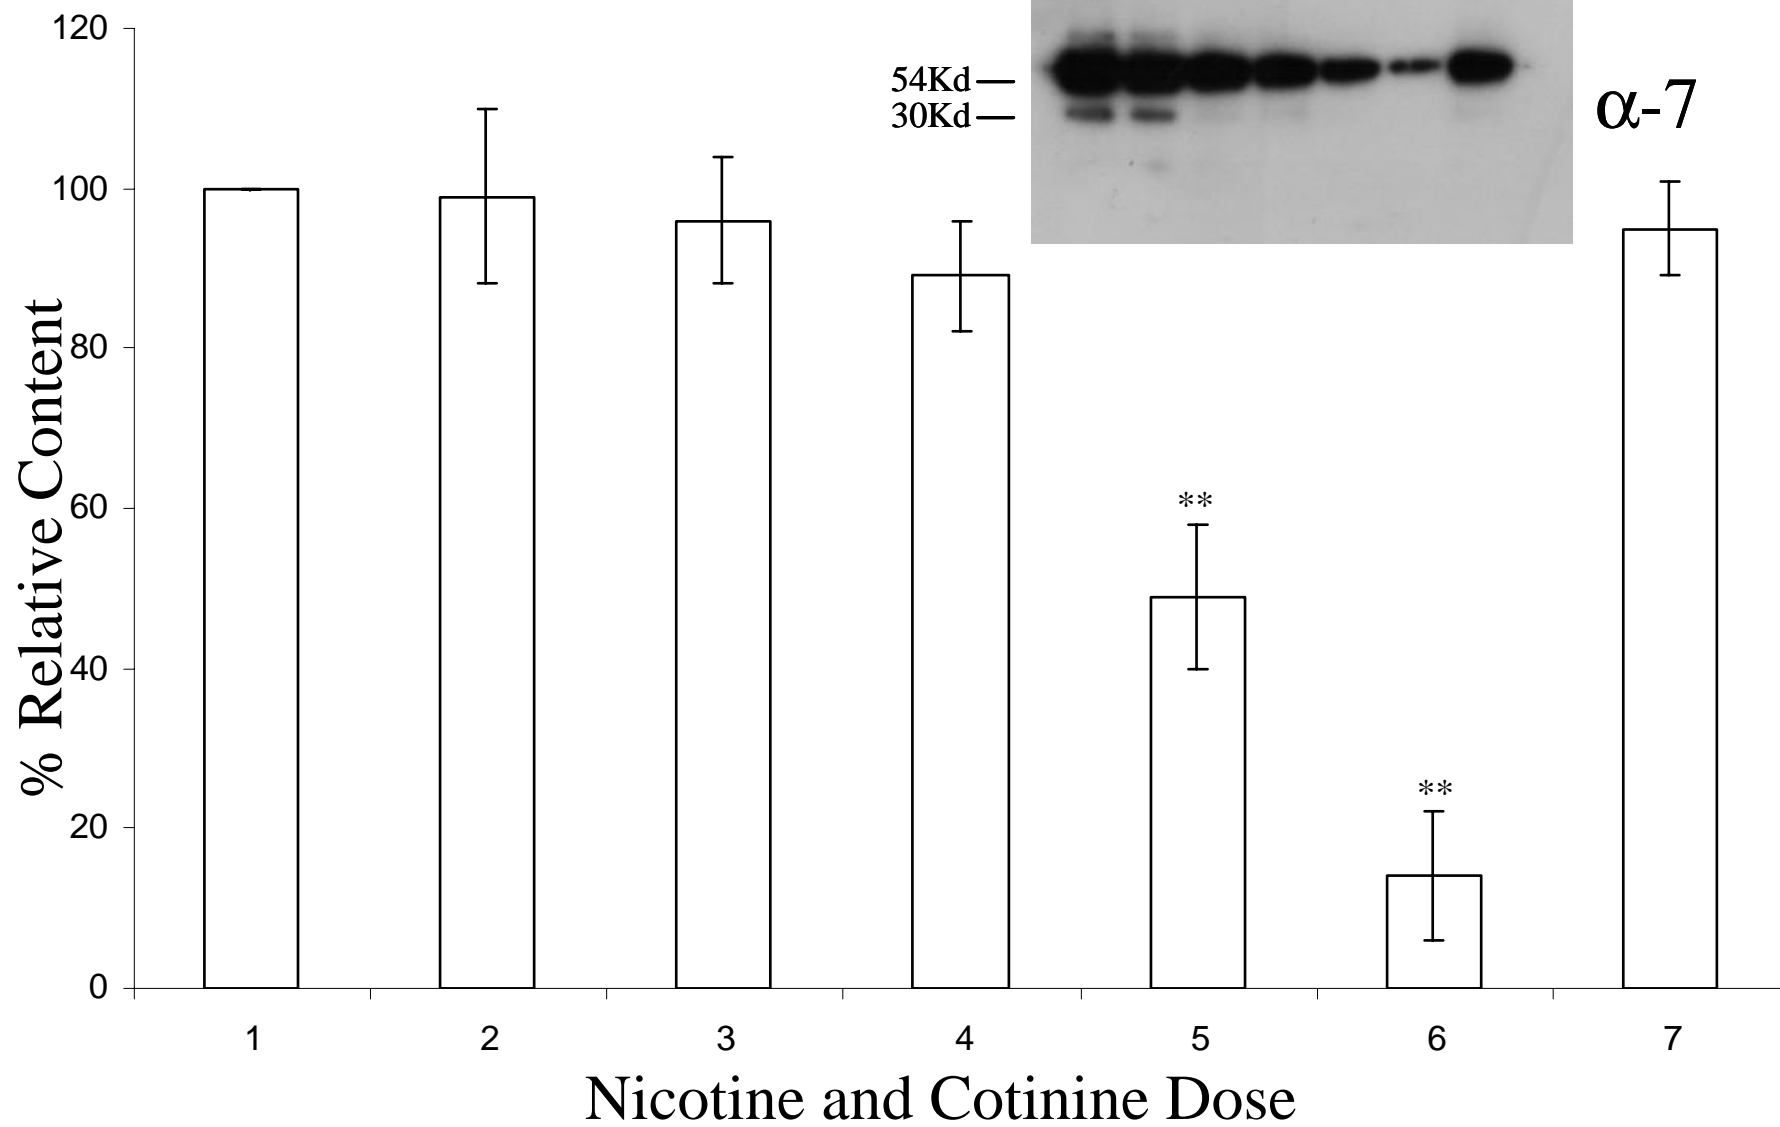 120
100
80
60
40
20
0
% Relative Content
54Kd
30Kd
α-7
**
**
1 2 3 4 5 6 7
Nicotine and Cotinine Dose